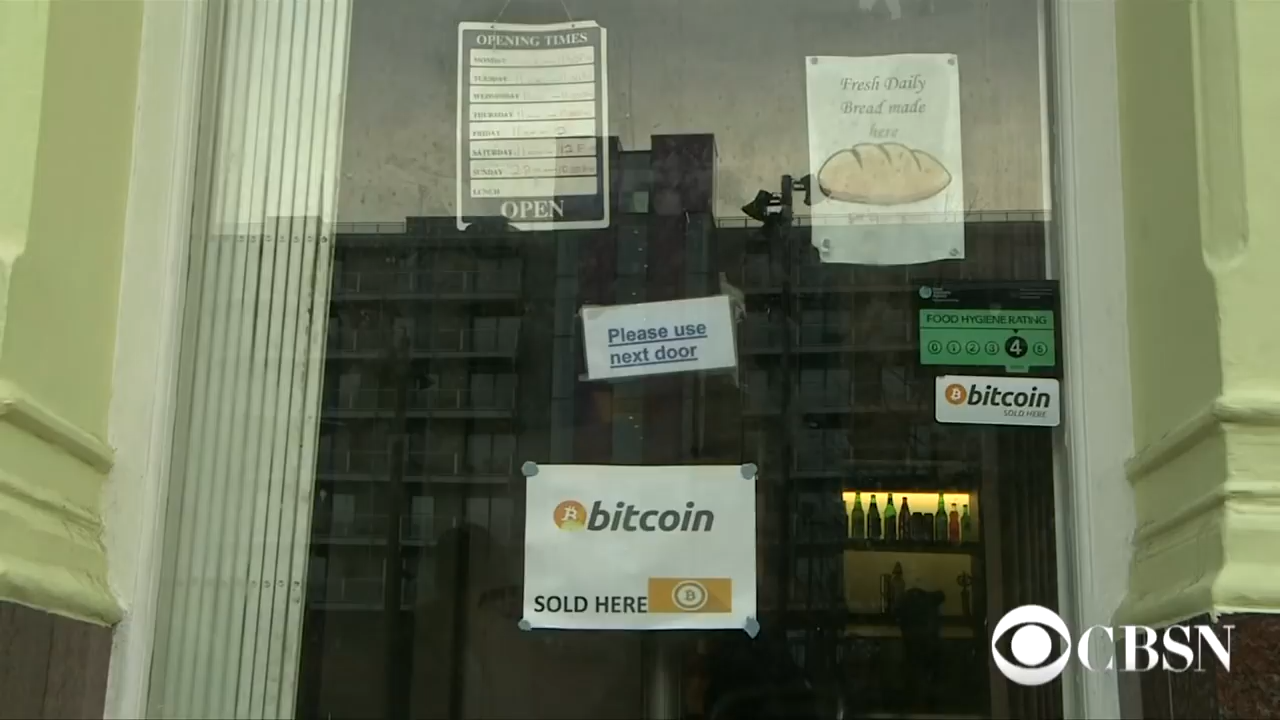 OPENING TIMES
MONDAY
TUESDAY
WEDNESDAY
THURSDAY
FRIDAY
SATURDAY
SUNDAY
LUNCH
OPEN
Fresh Daily
Bread made
here
Please use
next door
FOOD HYGIENE RATING
0 1 2 3 4 5
bitcoin
SOLD HERE
bitcoin
SOLD HERE
CBSN